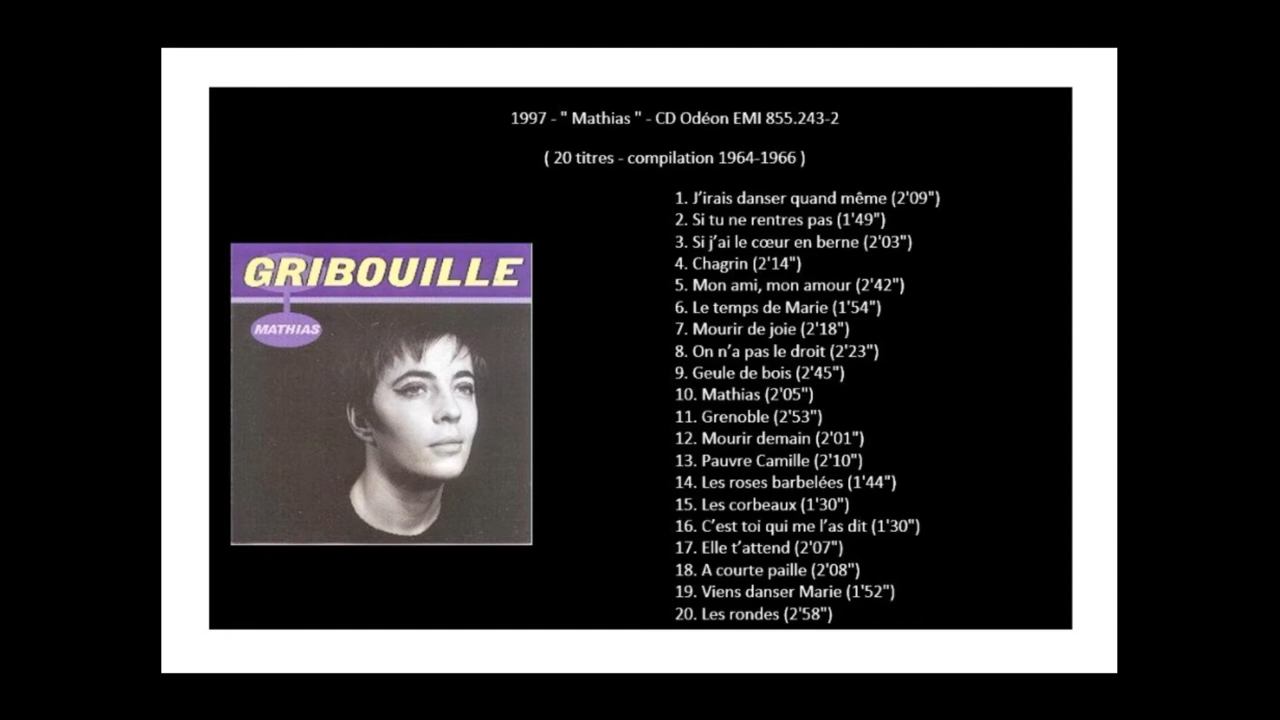 1997 - " Mathias " - CD Odéon EMI 855.243-2
( 20 titres - compilation 1964-1966 )
GRIBOUILLE
MATHIAS
1. J’irais danser quand même (2'09")
2. Si tu ne rentres pas (1'49")
3. Si j’ai le cœur en berne (2'03")
4. Chagrin (2'14")
5. Mon ami, mon amour (2'42")
6. Le temps de Marie (1'54")
7. Mourir de joie (2'18")
8. On n’a pas le droit (2'23")
9. Geule de bois (2'45")
10. Mathias (2'05")
11. Grenoble (2'53")
12. Mourir demain (2'01")
13. Pauvre Camille (2'10")
14. Les roses barbelées (1'44")
15. Les corbeaux (1'30")
16. C’est toi qui me l’as dit (1'30")
17. Elle t’attend (2'07")
18. A courte paille (2'08")
19. Viens danser Marie (1'52")
20. Les rondes (2'58")